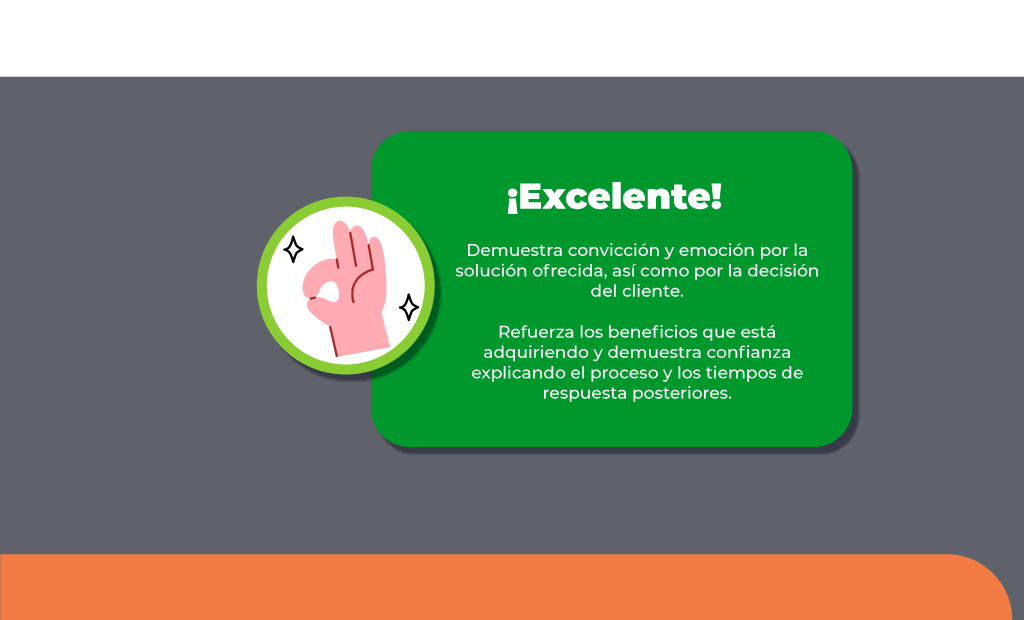 ¡Excelente!
Demuestra convicción y emoción por la
solución ofrecida, así como por la decisión
del cliente.
Refuerza los beneficios que está
adquiriendo y demuestra confianza
explicando el proceso y los tiempos de
respuesta posteriores.